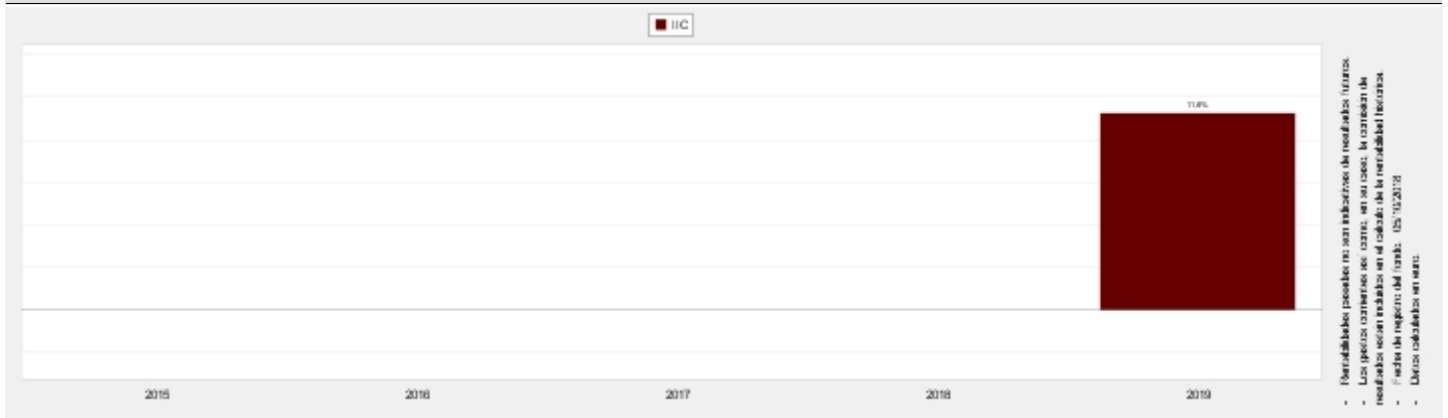 IIC
2015
2016
2017
2018
2019
- Rentabilidades pasadas no son indicativas de resultados futuros.
- Los gastos corrientes así como, en su caso, la comisión de
resultados están incluidos en el cálculo de la rentabilidad histórica.
- Fecha de registro del fondo:
- Datos calculados en euro.